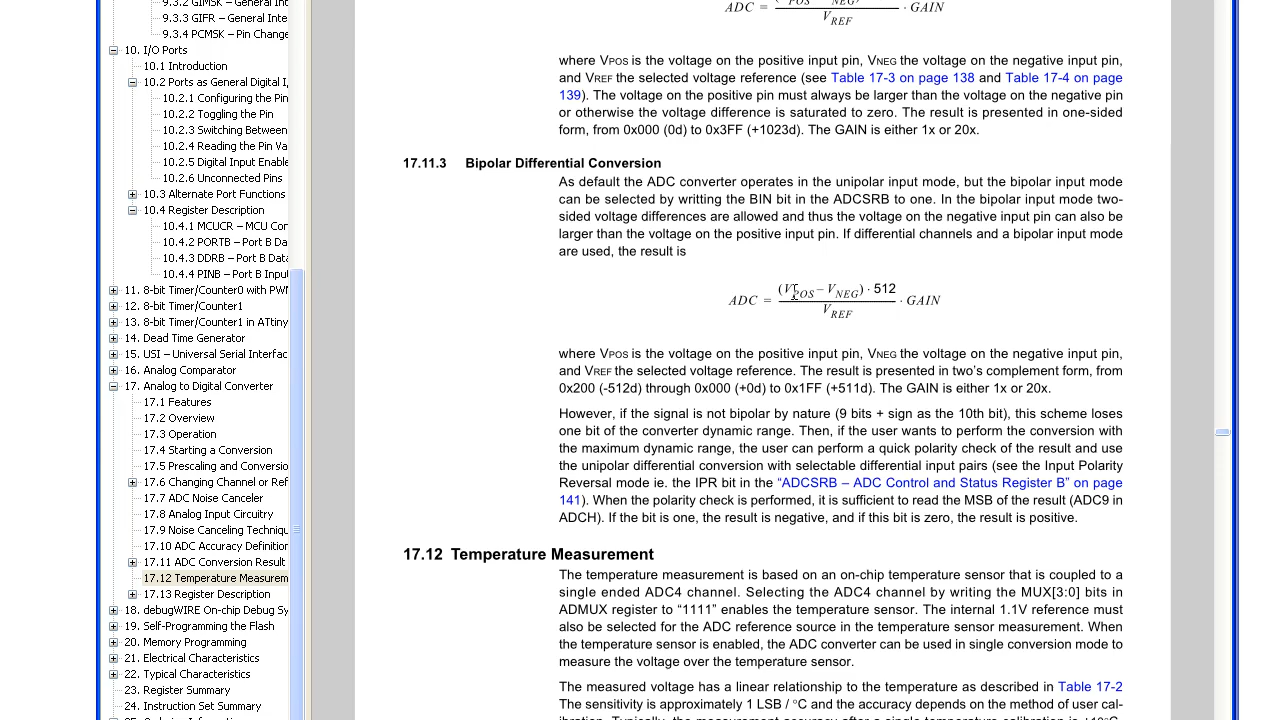 9.3.2 GIMSK – General Int
9.3.3 GIFR – General Inte
9.3.4 PCMSK – Pin Change
10. I/O Ports
10.1 Introduction
10.2 Ports as General Digital I,
10.2.1 Configuring the Pin
10.2.2 Toggling the Pin
10.2.3 Switching Between
10.2.4 Reading the Pin Va
10.2.5 Digital Input Enable
10.2.6 Unconnected Pins
10.3 Alternate Port Functions
10.4 Register Description
10.4.1 MCUCR – MCU Cor
10.4.2 PORTB – Port B Da
10.4.3 DDRB – Port B Data
10.4.4 PINB – Port B Input
11. 8-bit Timer/Counter0 with PWM
12. 8-bit Timer/Counter1
13. 8-bit Timer/Counter1 in ATtiny
14. Dead Time Generator
15. USI – Universal Serial Interfac
16. Analog Comparator
17. Analog to Digital Converter
17.1 Features
17.2 Overview
17.3 Operation
17.4 Starting a Conversion
17.5 Prescaling and Conversio
17.6 Changing Channel or Ref
17.7 ADC Noise Canceler
17.8 Analog Input Circuitry
17.9 Noise Canceling Techniqu
17.10 ADC Accuracy Definition
17.11 ADC Conversion Result
17.12 Temperature Measurem
17.13 Register Description
18. debugWIRE On-chip Debug Sy
19. Self-Programming the Flash
20. Memory Programming
21. Electrical Characteristics
22. Typical Characteristics
23. Register Summary
24. Instruction Set Summary
ADC = (VPOS – VNEG) / VREF · GAIN
where VPOS is the voltage on the positive input pin, VNEG the voltage on the negative input pin,
and VREF the selected voltage reference (see Table 17-3 on page 138 and Table 17-4 on page
139). The voltage on the positive pin must always be larger than the voltage on the negative pin
or otherwise the voltage difference is saturated to zero. The result is presented in one-sided
form, from 0x000 (0d) to 0x3FF (+1023d). The GAIN is either 1x or 20x.
17.11.3 Bipolar Differential Conversion
As default the ADC converter operates in the unipolar input mode, but the bipolar input mode
can be selected by writting the BIN bit in the ADCSRB to one. In the bipolar input mode two-
sided voltage differences are allowed and thus the voltage on the negative input pin can also be
larger than the voltage on the positive input pin. If differential channels and a bipolar input mode
are used, the result is
ADC = (VPOS – VNEG) · 512 / VREF · GAIN
where VPOS is the voltage on the positive input pin, VNEG the voltage on the negative input pin,
and VREF the selected voltage reference. The result is presented in two's complement form, from
0x200 (-512d) through 0x000 (+0d) to 0x1FF (+511d). The GAIN is either 1x or 20x.
However, if the signal is not bipolar by nature (9 bits + sign as the 10th bit), this scheme loses
one bit of the converter dynamic range. Then, if the user wants to perform the conversion with
the maximum dynamic range, the user can perform a quick polarity check of the result and use
the unipolar differential conversion with selectable differential input pairs (see the Input Polarity
Reversal mode ie. the IPR bit in the “ADCSRB – ADC Control and Status Register B” on page
141). When the polarity check is performed, it is sufficient to read the MSB of the result (ADC9 in
ADCH). If the bit is one, the result is negative, and if this bit is zero, the result is positive.
17.12 Temperature Measurement
The temperature measurement is based on an on-chip temperature sensor that is coupled to a
single ended ADC4 channel. Selecting the ADC4 channel by writing the MUX[3:0] bits in
ADMUX register to “1111” enables the temperature sensor. The internal 1.1V reference must
also be selected for the ADC reference source in the temperature sensor measurement. When
the temperature sensor is enabled, the ADC converter can be used in single conversion mode to
measure the voltage over the temperature sensor.
The measured voltage has a linear relationship to the temperature as described in Table 17-2
The sensitivity is approximately 1 LSB / °C and the accuracy depends on the method of user cal-